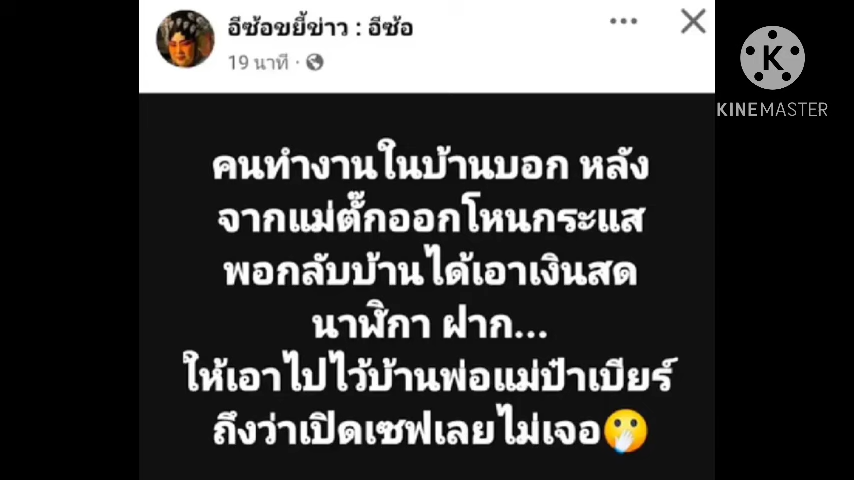 อีซ้อขยี้ข่าว : อีซ้อ
19 นาที ·
K
KINEMASTER
คนทำงานในบ้านบอก หลัง
จากแม่ตั๊กออกโหนกระแส
พอกลับบ้านได้เอาเงินสด
นาฬิกา ฝาก...
ให้เอาไปไว้บ้านพ่อแม่ป๋าเบียร์
ถึงว่าเปิดเซฟเลยไม่เจอ🫢